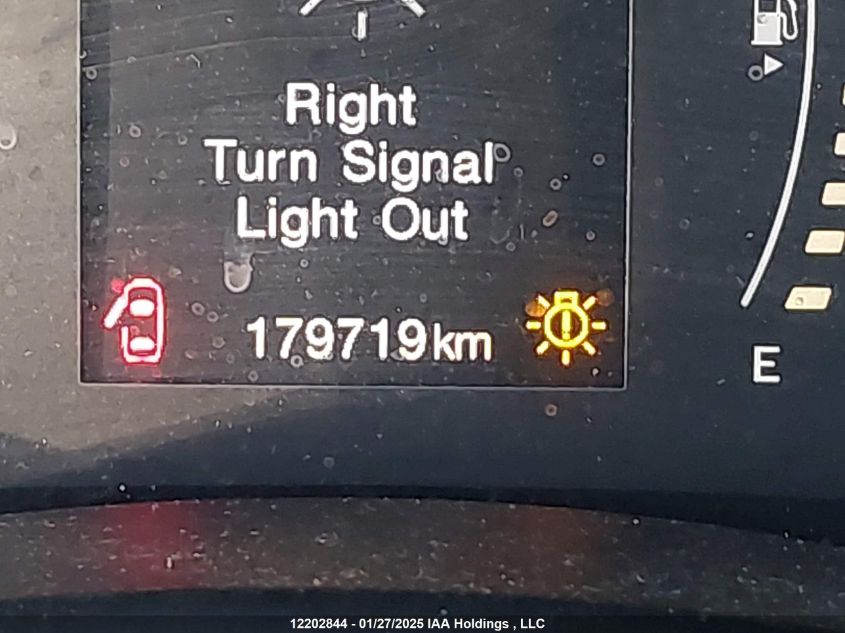 Right
Turn Signal
Light Out
179719km
E
12202844 - 01/27/2025 IAA Holdings , LLC